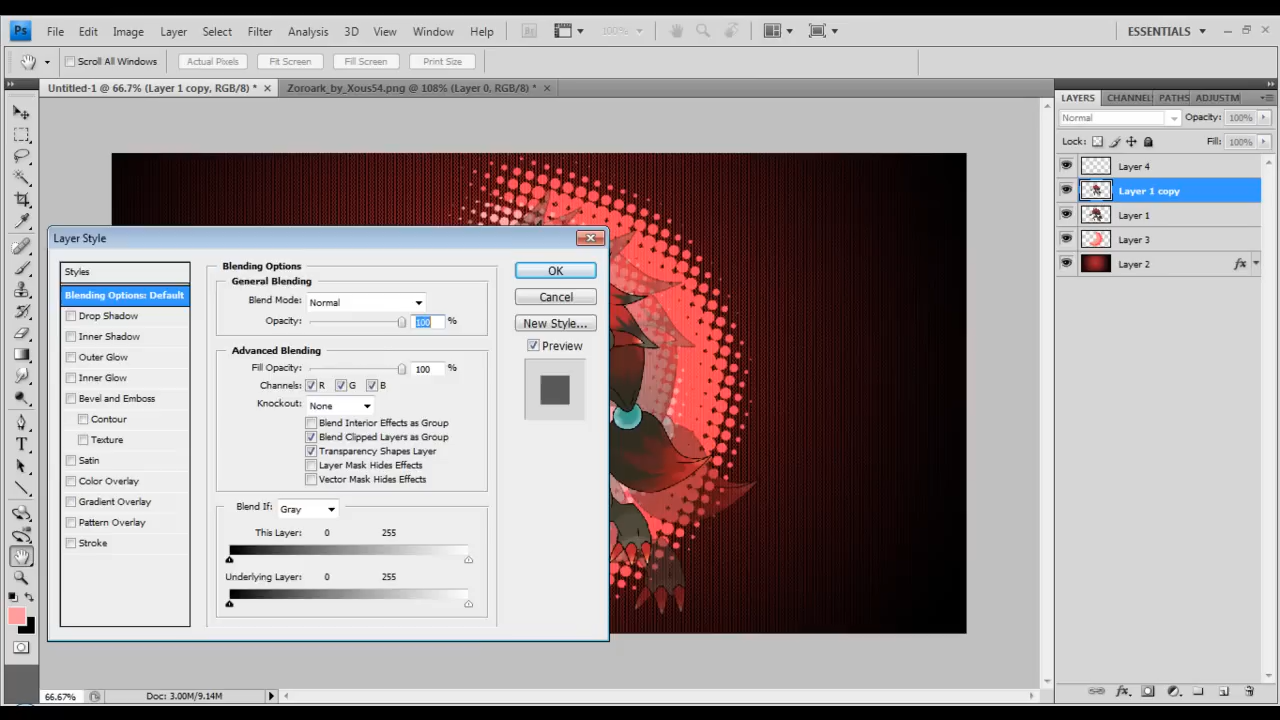 Ps File Edit Image Layer Select Filter Analysis 3D View Window Help Br 100% ESSENTIALS
Scroll All Windows Actual Pixels Fit Screen Fill Screen Print Size
Untitled-1 @ 66.7% (Layer 1 copy, RGB/8) * Zoroark_by_Xous54.png @ 108% (Layer 0, RGB/8) *
LAYERS CHANNEL PATHS ADJUSTM
Normal Opacity: 100%
Lock: Fill: 100%
Layer 4
Layer 1 copy
Layer 1
Layer 3
Layer 2 fx
Layer Style
Styles
Blending Options: Default
Drop Shadow
Inner Shadow
Outer Glow
Inner Glow
Bevel and Emboss
Contour
Texture
Satin
Color Overlay
Gradient Overlay
Pattern Overlay
Stroke
Blending Options
General Blending
Blend Mode: Normal
Opacity: 100 %
Advanced Blending
Fill Opacity: 100 %
Channels: R G B
Knockout: None
Blend Interior Effects as Group
Blend Clipped Layers as Group
Transparency Shapes Layer
Layer Mask Hides Effects
Vector Mask Hides Effects
Blend If: Gray
This Layer: 0 255
Underlying Layer: 0 255
OK
Cancel
New Style...
Preview
66.67% Doc: 3.00M/9.14M
fx.